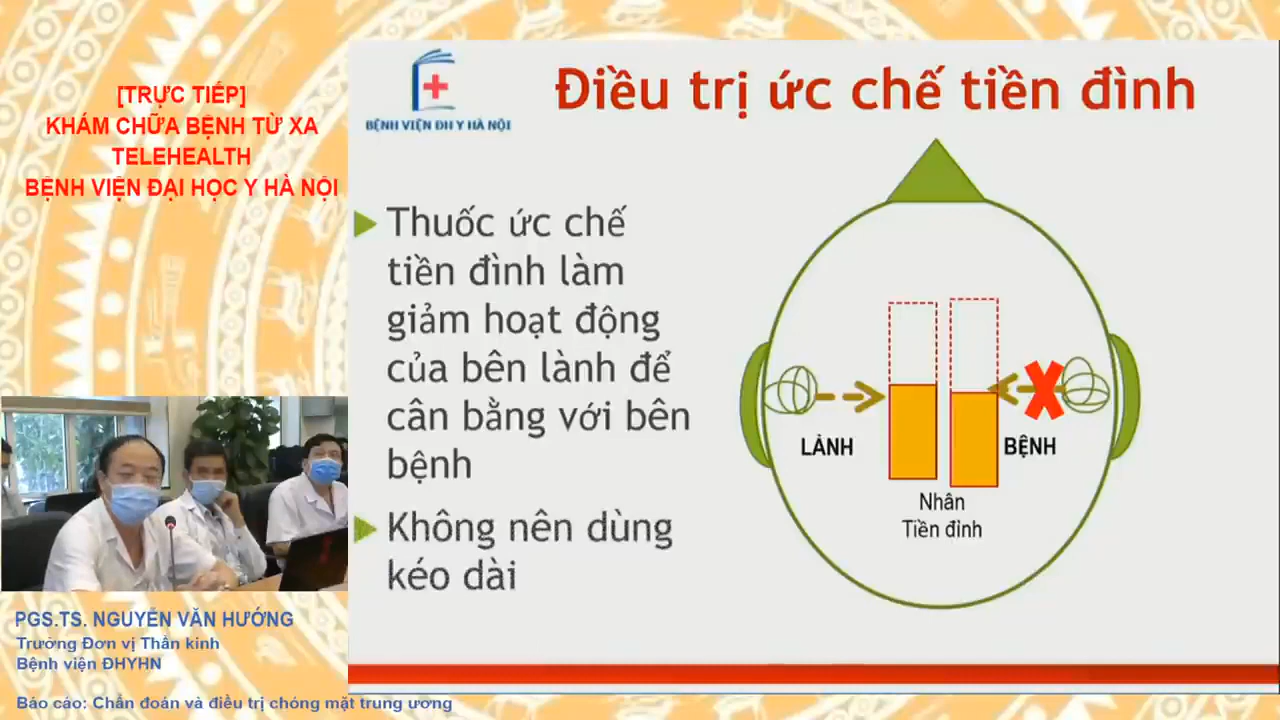 [TRỰC TIẾP]
KHÁM CHỮA BỆNH TỪ XA
TELEHEALTH
BỆNH VIỆN ĐẠI HỌC Y HÀ NỘI
BỆNH VIỆN ĐH Y HÀ NỘI
Điều trị ức chế tiền đình
Thuốc ức chế
tiền đình làm
giảm hoạt động
của bên lành để
cân bằng với bên
bệnh
Không nên dùng
kéo dài
LÀNH
BỆNH
Nhân
Tiền đình
PGS.TS. NGUYỄN VĂN HƯỚNG
Trưởng Đơn vị Thần kinh
Bệnh viện ĐHYHN
Báo cáo: Chẩn đoán và điều trị chóng mặt trung ương